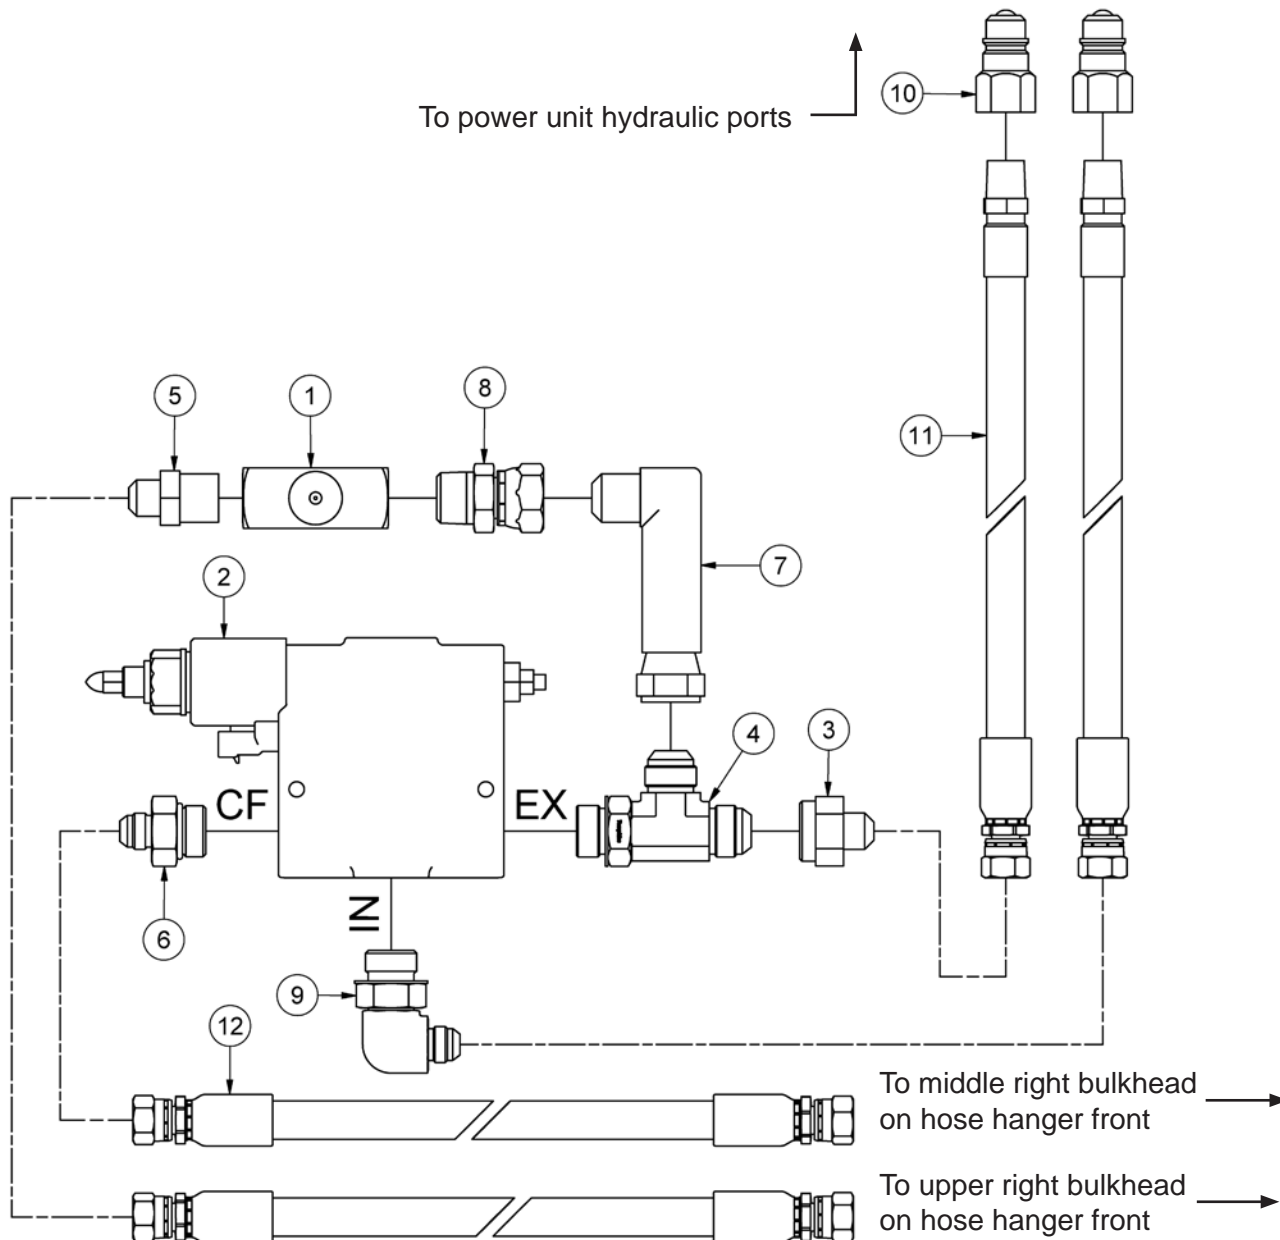 10
To power unit hydraulic ports
5
1
8
11
7
2
4
3
CF
EX
6
IN
9
12
To middle right bulkhead
on hose hanger front
To upper right bulkhead
on hose hanger front